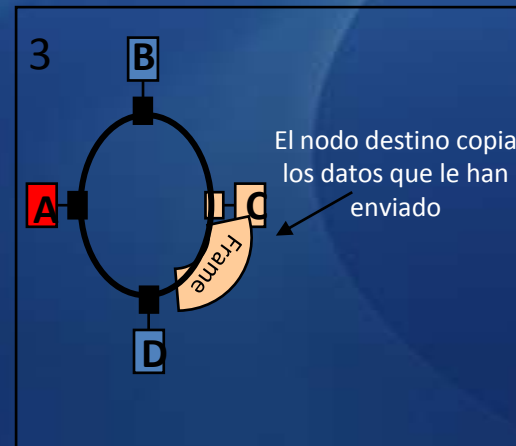 3
B
El nodo destino copia
los datos que le han
enviado
A
C
Frame
D